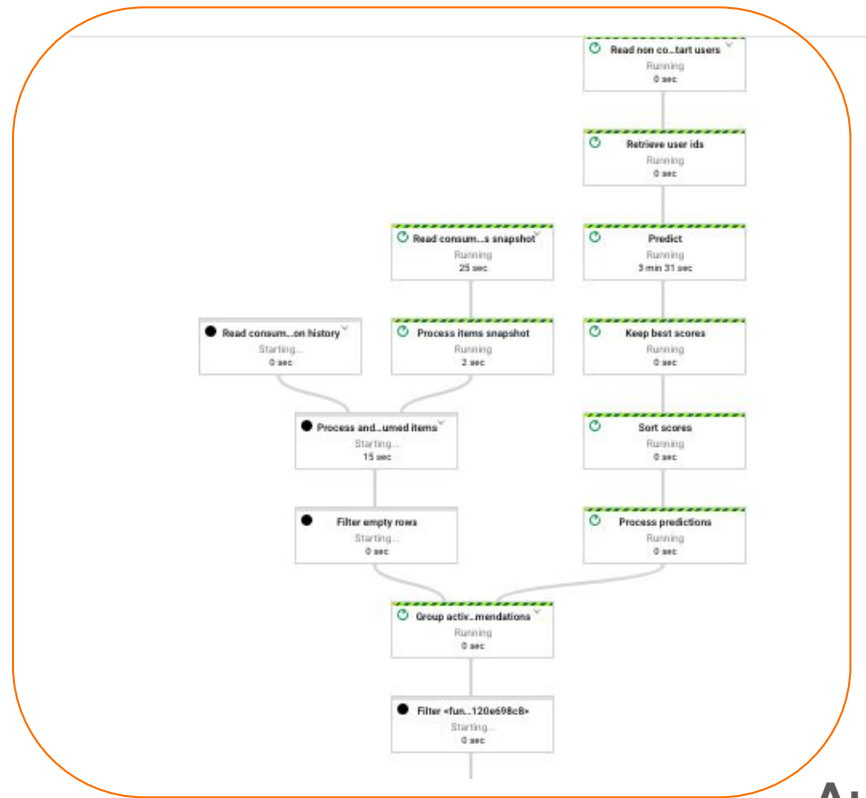 Read non co...tart users
Running
0 sec
Retrieve user ids
Running
0 sec
Read consum...s snapshot
Running
25 sec
Predict
Running
3 min 31 sec
Read consum...on history
Starting...
0 sec
Process items snapshot
Running
2 sec
Keep best scores
Running
0 sec
Process and...umed items
Starting...
15 sec
Sort scores
Running
0 sec
Filter empty rows
Starting...
0 sec
Process predictions
Running
0 sec
Group activ...mendations
Running
0 sec
Filter <fun...120e698c8>
Starting...
0 sec